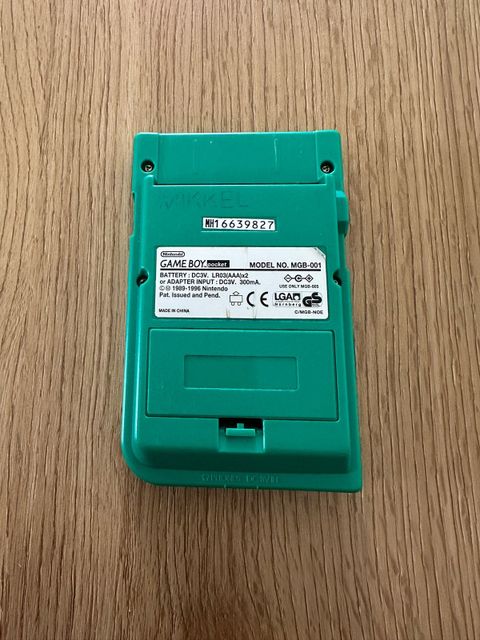 MIKKEL
MH16639827
Nintendo
GAME BOY pocket MODEL NO. MGB-001
BATTERY : DC3V. LR03(AAA)x2
or ADAPTER INPUT : DC3V. 300mA.
USE ONLY MGB-005
©Ⓟ 1989-1996 Nintendo
Pat. Issued and Pend.
CE
LGA
Nürnberg
GS
MADE IN CHINA
C/MGB-NOE